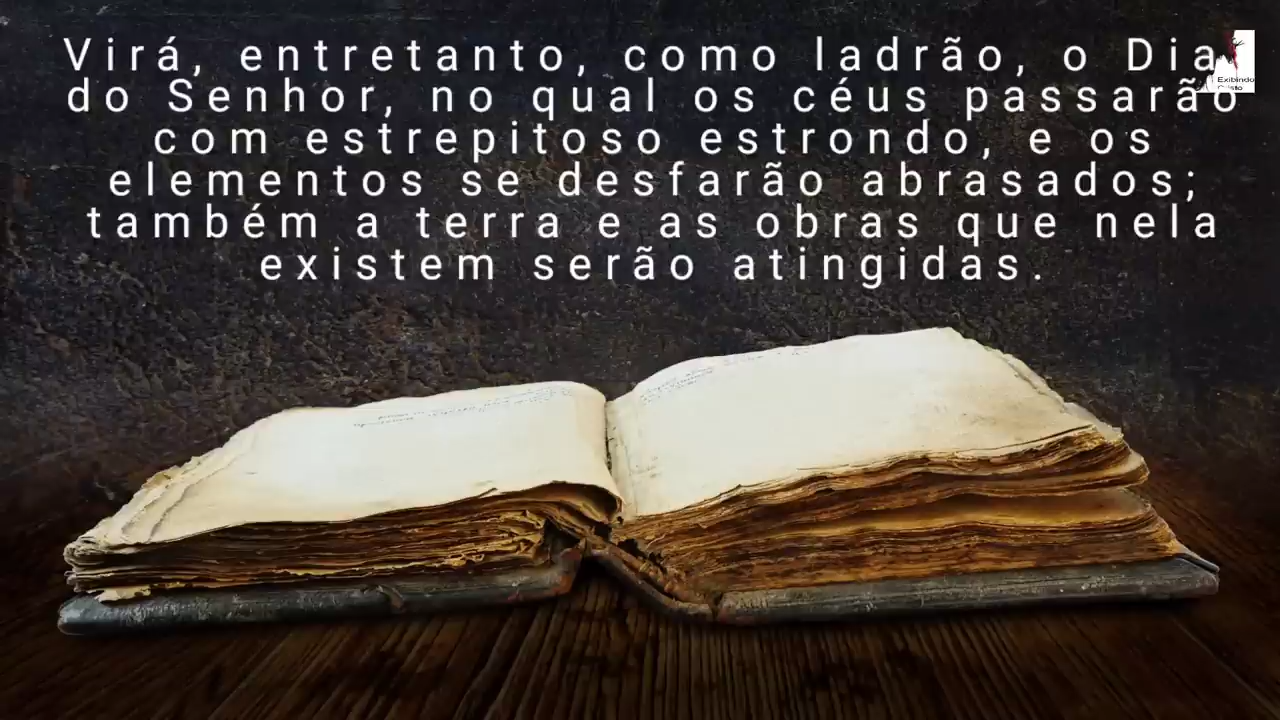 Virá, entretanto, como ladrão, o Dia
do Senhor, no qual os céus passarão
com estrepitoso estrondo, e os
elementos se desfarão abrasados;
também a terra e as obras que nela
existem serão atingidas.
Exibindo